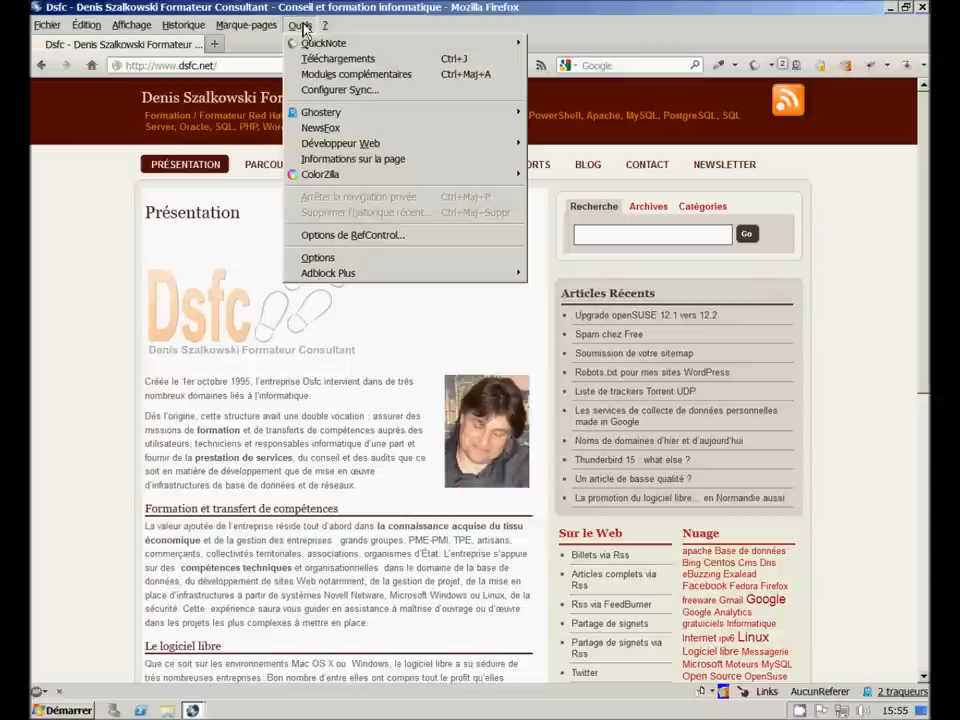 Dsfc - Denis Szalkowski Formateur Consultant - Conseil et formation informatique - Mozilla Firefox
Fichier Édition Affichage Historique Marque-pages Outils ?
Dsfc - Denis Szalkowski Formateur ...
http://www.dsfc.net/
Google
QuickNote
Téléchargements Ctrl+J
Modules complémentaires Ctrl+Maj+A
Configurer Sync...
Ghostery
NewsFox
Développeur Web
Informations sur la page
ColorZilla
Arrêter la navigation privée Ctrl+Maj+P
Supprimer l'historique récent... Ctrl+Maj+Suppr
Options de RefControl...
Options
Adblock Plus
Denis Szalkowski For
Formation / Formateur Red Ha PowerShell, Apache, MySQL, PostgreSQL, SQL
Server, Oracle, SQL, PHP, Wor
PRÉSENTATION PARCOU ORTS BLOG CONTACT NEWSLETTER
Présentation
Dsfc
Denis Szalkowski Formateur Consultant
Créée le 1er octobre 1995, l'entreprise Dsfc intervient dans de très
nombreux domaines liés à l'informatique.
Dès l'origine, cette structure avait une double vocation : assurer des
missions de formation et de transferts de compétences auprès des
utilisateurs, techniciens et responsables informatique d'une part et
fournir de la prestation de services, du conseil et des audits que ce
soit en matière de développement que de mise en œuvre
d'infrastructures de base de données et de réseaux.
Formation et transfert de compétences
La valeur ajoutée de l'entreprise réside tout d'abord dans la connaissance acquise du tissu
économique et de la gestion des entreprises grands groupes, PME-PMI, TPE, artisans,
commerçants, collectivités territoriales, associations, organismes d'État. L'entreprise s'appuie
sur des compétences techniques et organisationnelles dans le domaine de la base de
données, du développement de sites Web notamment, de la gestion de projet, de la mise en
place d'infrastructures à partir de systèmes Novell Netware, Microsoft Windows ou Linux, de la
sécurité. Cette expérience saura vous guider en assistance à maîtrise d'ouvrage ou d'œuvre
dans les projets les plus complexes à mettre en place.
Le logiciel libre
Que ce soit sur les environnements Mac OS X ou Windows, le logiciel libre a su séduire de
très nombreuses entreprises. Bon nombre d'entre elles ont compris tout le profit qu'elles
Recherche Archives Catégories
Go
Articles Récents
Upgrade openSUSE 12.1 vers 12.2
Spam chez Free
Soumission de votre sitemap
Robots.txt pour mes sites WordPress
Liste de trackers Torrent UDP
Les services de collecte de données personnelles
made in Google
Noms de domaines d'hier et d'aujourd'hui
Thunderbird 15 : what else ?
Un article de basse qualité ?
La promotion du logiciel libre... en Normandie aussi
Sur le Web
Billets via Rss
Articles complets via
Rss
Rss via FeedBurner
Partage de signets
Partage de signets via
Rss
Twitter
Nuage
apache Base de données
Bing Centos Cms Dns
eBuzzing Exalead
Facebook Fedora Firefox
freeware Gmail Google
Google Analytics
gratuiciels Informatique
Internet ipv6 Linux
Logiciel libre Messagerie
Microsoft Moteurs MySQL
Open Source OpenSuse
Links AucunReferer 2 traqueurs
Démarrer 15:55